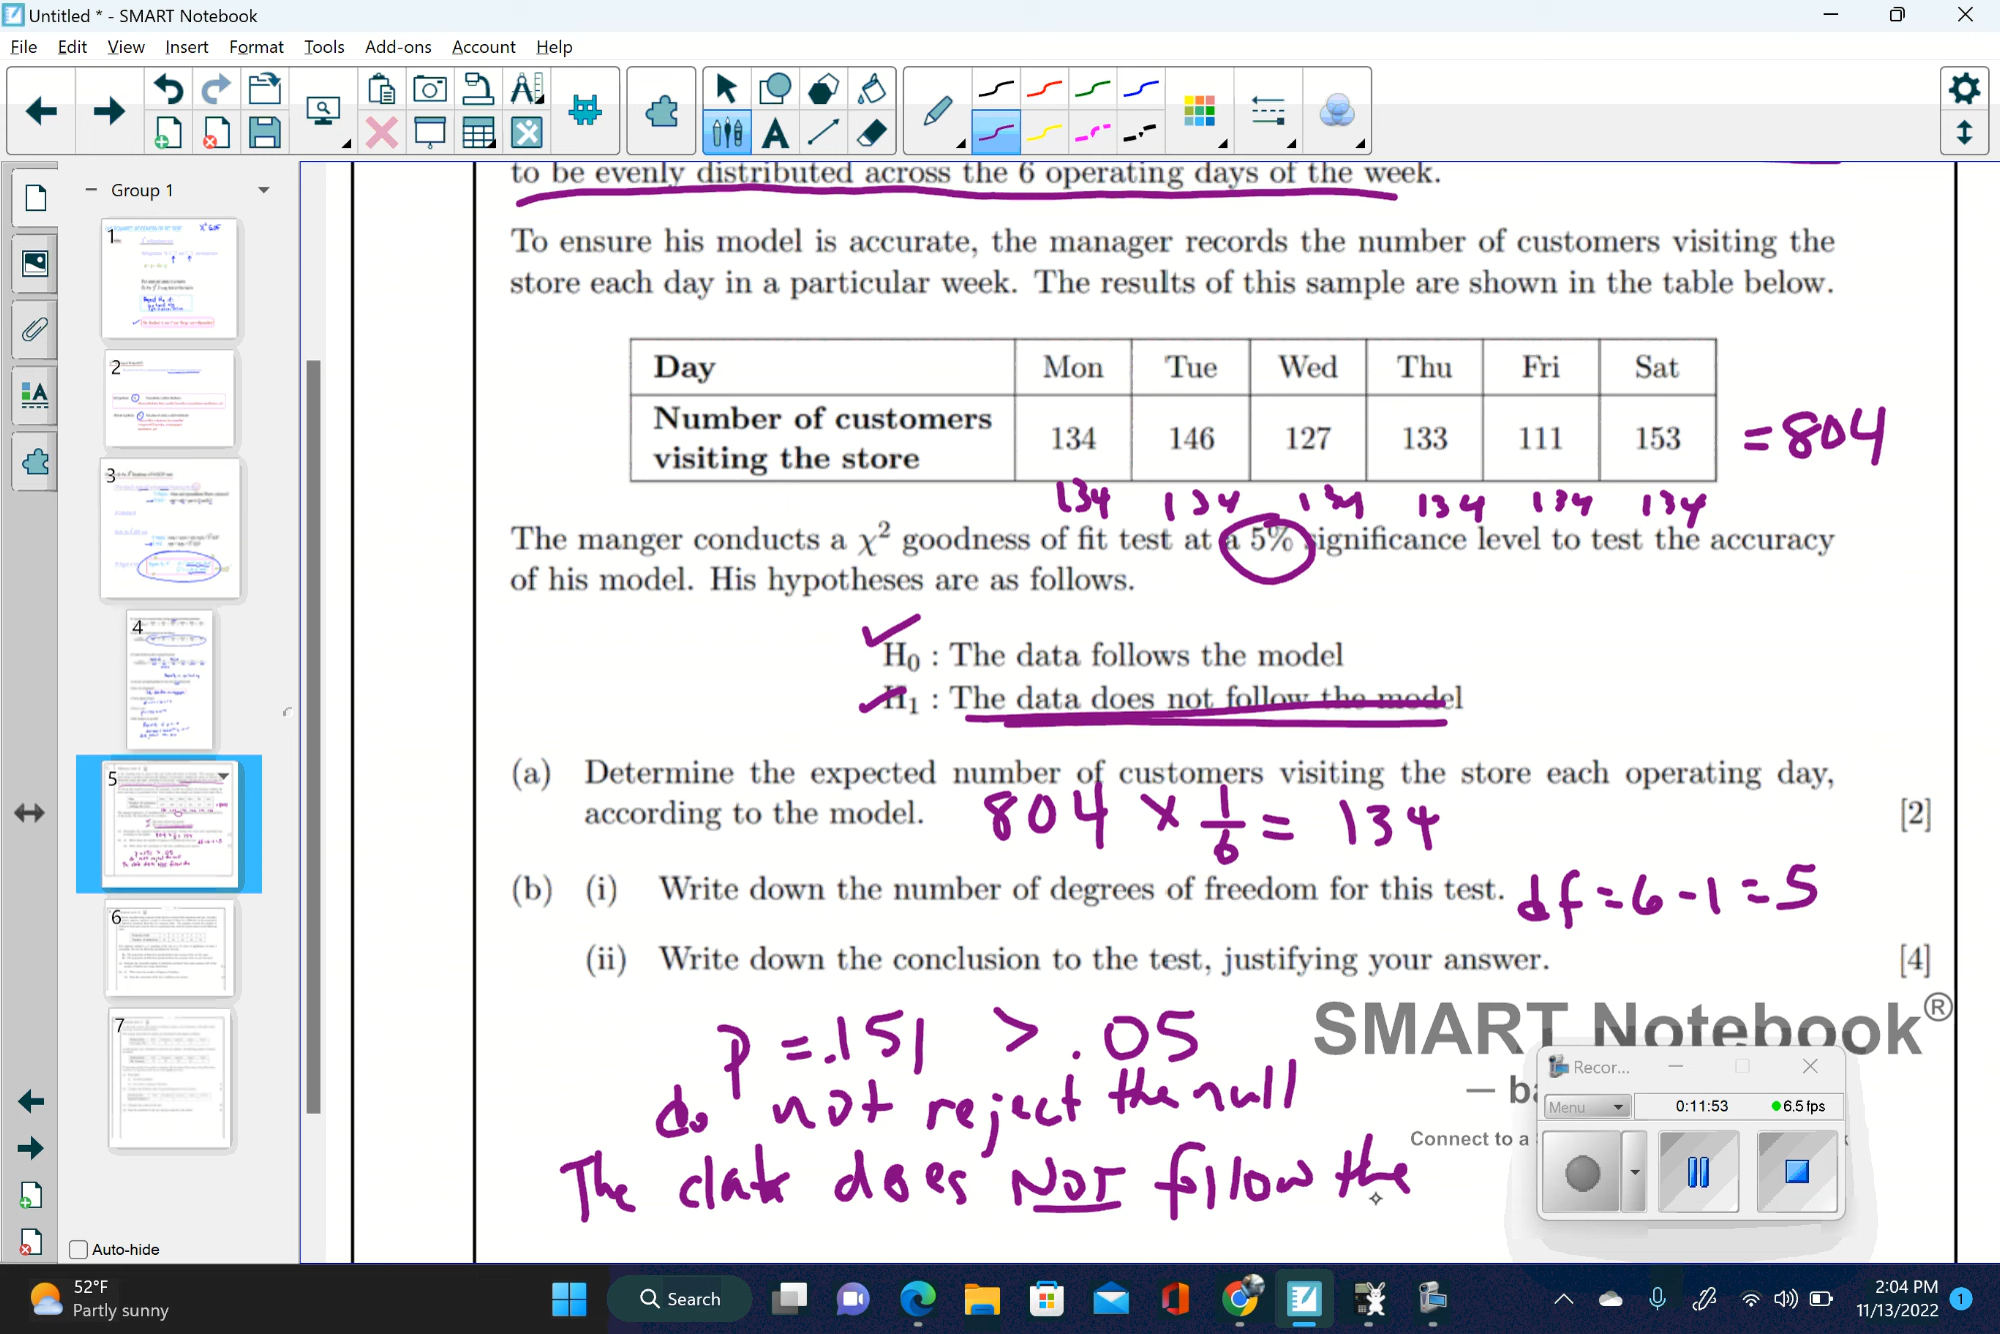 Untitled * - SMART Notebook
File Edit View Insert Format Tools Add-ons Account Help
Group 1
1
2
3
4
5
6
7
Auto-hide
to be evenly distributed across the 6 operating days of the week.
To ensure his model is accurate, the manager records the number of customers visiting the
store each day in a particular week. The results of this sample are shown in the table below.
Day Mon Tue Wed Thu Fri Sat
Number of customers visiting the store 134 146 127 133 111 153 = 804
134 134 134 134 134 134
The manger conducts a χ² goodness of fit test at a 5% significance level to test the accuracy
of his model. His hypotheses are as follows.
H₀ : The data follows the model
H₁ : The data does not follow the model
(a) Determine the expected number of customers visiting the store each operating day,
according to the model. 804 × 1/6 = 134 [2]
(b) (i) Write down the number of degrees of freedom for this test. df = 6 - 1 = 5
(ii) Write down the conclusion to the test, justifying your answer. [4]
p = .151 > .05
do not reject the null
The data does NOT follow the
SMART Notebook®
Connect to a
Recor...
Menu 0:11:53 6.5 fps
52°F
Partly sunny
Search
2:04 PM
11/13/2022
1